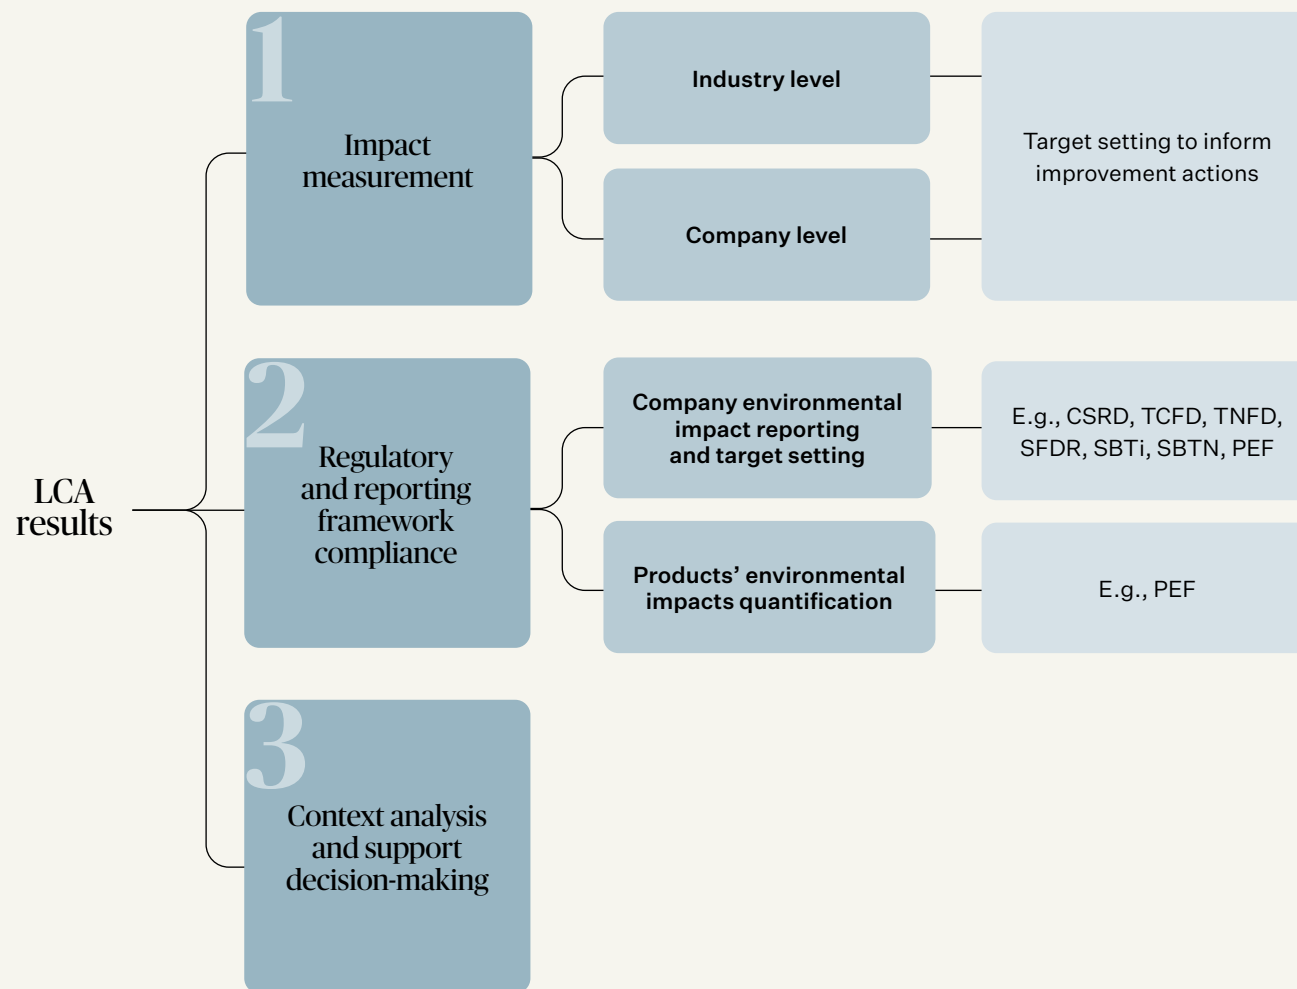 LCA
results
1
Impact
measurement
Industry level
Company level
Target setting to inform
improvement actions
2
Regulatory
and reporting
framework
compliance
Company environmental
impact reporting
and target setting
E.g., CSRD, TCFD, TNFD,
SFDR, SBTi, SBTN, PEF
Products’ environmental
impacts quantification
E.g., PEF
3
Context analysis
and support
decision-making